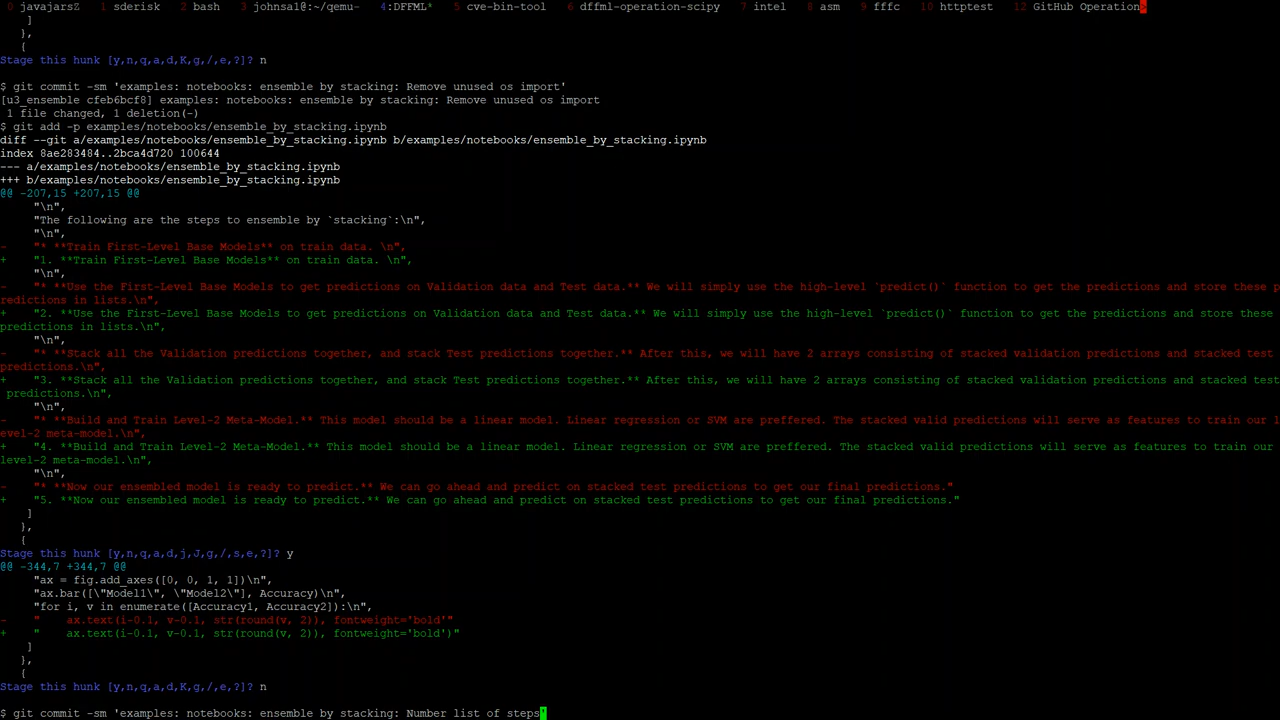 0 javajarsZ 1 sderisk 2 bash 3 johnsa1@:~/qemu- 4:DFFML* 5 cve-bin-tool 6 dffml-operation-scipy 7 intel 8 asm 9 fffc 10 httptest 12 GitHub Operation>
    ]
   },
   {
Stage this hunk [y,n,q,a,d,K,g,/,e,?]? n

$ git commit -sm 'examples: notebooks: ensemble by stacking: Remove unused os import'
[u3_ensemble cfeb6bcf8] examples: notebooks: ensemble by stacking: Remove unused os import
 1 file changed, 1 deletion(-)
$ git add -p examples/notebooks/ensemble_by_stacking.ipynb
diff --git a/examples/notebooks/ensemble_by_stacking.ipynb b/examples/notebooks/ensemble_by_stacking.ipynb
index 8ae283484..2bca4d720 100644
--- a/examples/notebooks/ensemble_by_stacking.ipynb
+++ b/examples/notebooks/ensemble_by_stacking.ipynb
@@ -207,15 +207,15 @@
     "\n",
     "The following are the steps to ensemble by `stacking`:\n",
     "\n",
-    "* **Train First-Level Base Models** on train data. \n",
+    "1. **Train First-Level Base Models** on train data. \n",
     "\n",
-    "* **Use the First-Level Base Models to get predictions on Validation data and Test data.** We will simply use the high-level `predict()` function to get the predictions and store these p
redictions in lists.\n",
+    "2. **Use the First-Level Base Models to get predictions on Validation data and Test data.** We will simply use the high-level `predict()` function to get the predictions and store these
predictions in lists.\n",
     "\n",
-    "* **Stack all the Validation predictions together, and stack Test predictions together.** After this, we will have 2 arrays consisting of stacked validation predictions and stacked test
predictions.\n",
+    "3. **Stack all the Validation predictions together, and stack Test predictions together.** After this, we will have 2 arrays consisting of stacked validation predictions and stacked test
 predictions.\n",
     "\n",
-    "* **Build and Train Level-2 Meta-Model.** This model should be a linear model. Linear regression or SVM are preffered. The stacked valid predictions will serve as features to train our l
evel-2 meta-model.\n",
+    "4. **Build and Train Level-2 Meta-Model.** This model should be a linear model. Linear regression or SVM are preffered. The stacked valid predictions will serve as features to train our
level-2 meta-model.\n",
     "\n",
-    "* **Now our ensembled model is ready to predict.** We can go ahead and predict on stacked test predictions to get our final predictions."
+    "5. **Now our ensembled model is ready to predict.** We can go ahead and predict on stacked test predictions to get our final predictions."
    ]
   },
   {
Stage this hunk [y,n,q,a,d,j,J,g,/,s,e,?]? y
@@ -344,7 +344,7 @@
     "ax = fig.add_axes([0, 0, 1, 1])\n",
     "ax.bar([\"Model1\", \"Model2\"], Accuracy)\n",
     "for i, v in enumerate([Accuracy1, Accuracy2]):\n",
-    "    ax.text(i-0.1, v-0.1, str(round(v, 2)), fontweight='bold'"
+    "    ax.text(i-0.1, v-0.1, str(round(v, 2)), fontweight='bold')"
    ]
   },
   {
Stage this hunk [y,n,q,a,d,K,g,/,e,?]? n

$ git commit -sm 'examples: notebooks: ensemble by stacking: Number list of steps'